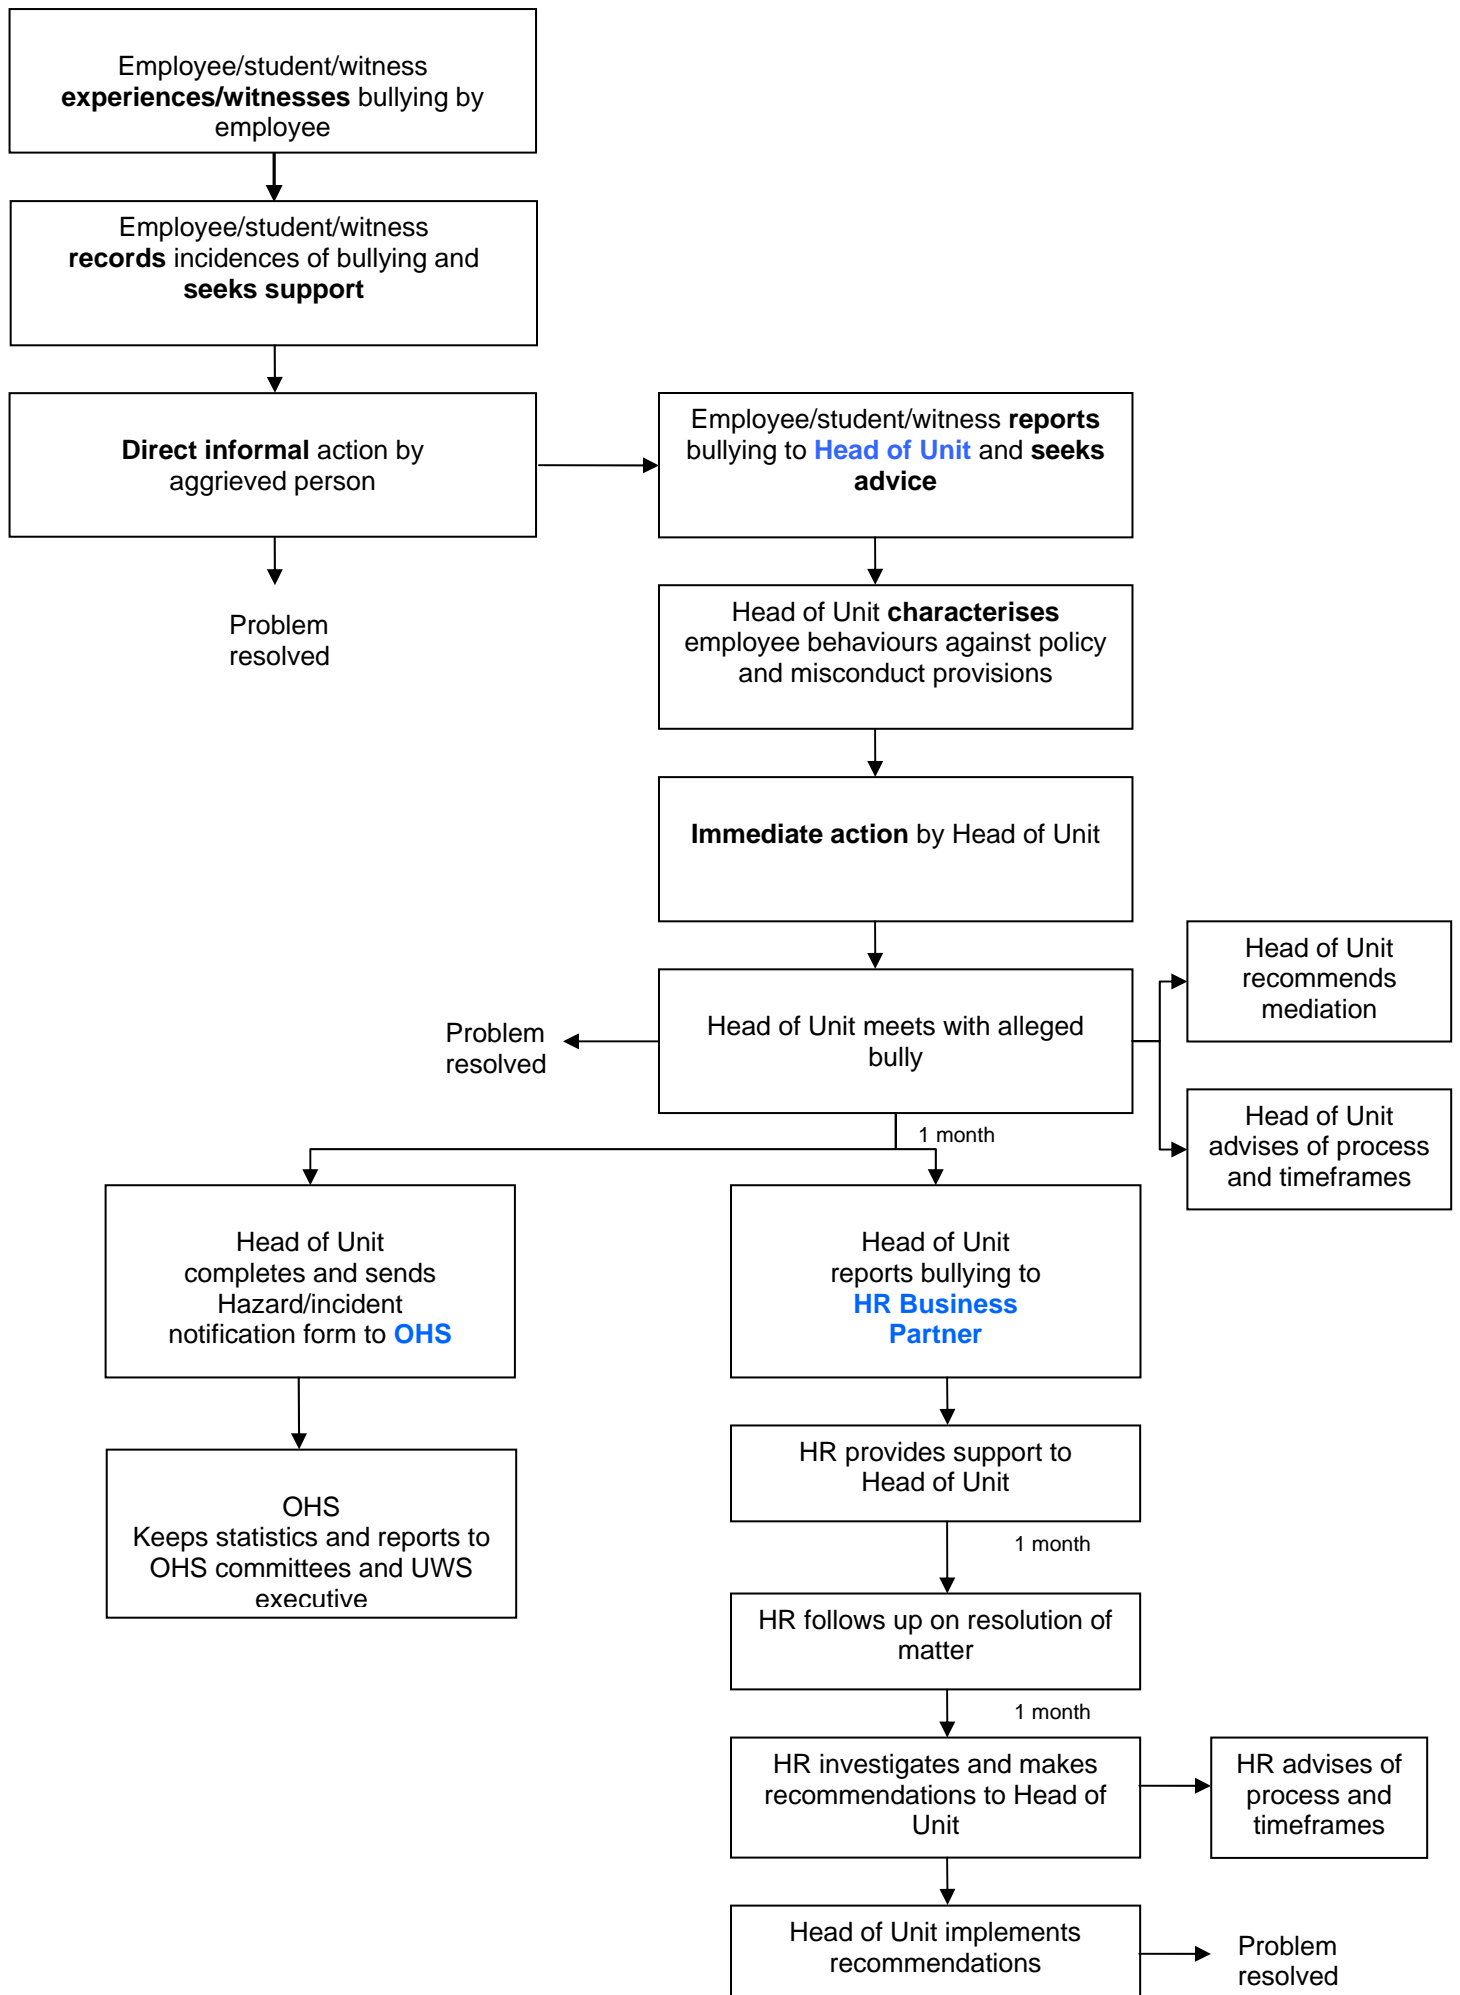 Employee/student/witness
experiences/witnesses bullying by
employee
Employee/student/witness
records incidences of bullying and
seeks support
Direct informal action by
aggrieved person
Employee/student/witness reports
bullying to Head of Unit and seeks
advice
Problem
resolved
Head of Unit characterises
employee behaviours against policy
and misconduct provisions
Immediate action by Head of Unit
Head of Unit
recommends
mediation
Problem
resolved
Head of Unit meets with alleged
bully
Head of Unit
advises of process
and timeframes
1 month
Head of Unit
completes and sends
Hazard/incident
notification form to OHS
Head of Unit
reports bullying to
HR Business
Partner
HR provides support to
Head of Unit
OHS
Keeps statistics and reports to
OHS committees and UWS
executive
1 month
HR follows up on resolution of
matter
1 month
HR investigates and makes
recommendations to Head of
Unit
HR advises of
process and
timeframes
Head of Unit implements
recommendations
Problem
resolved